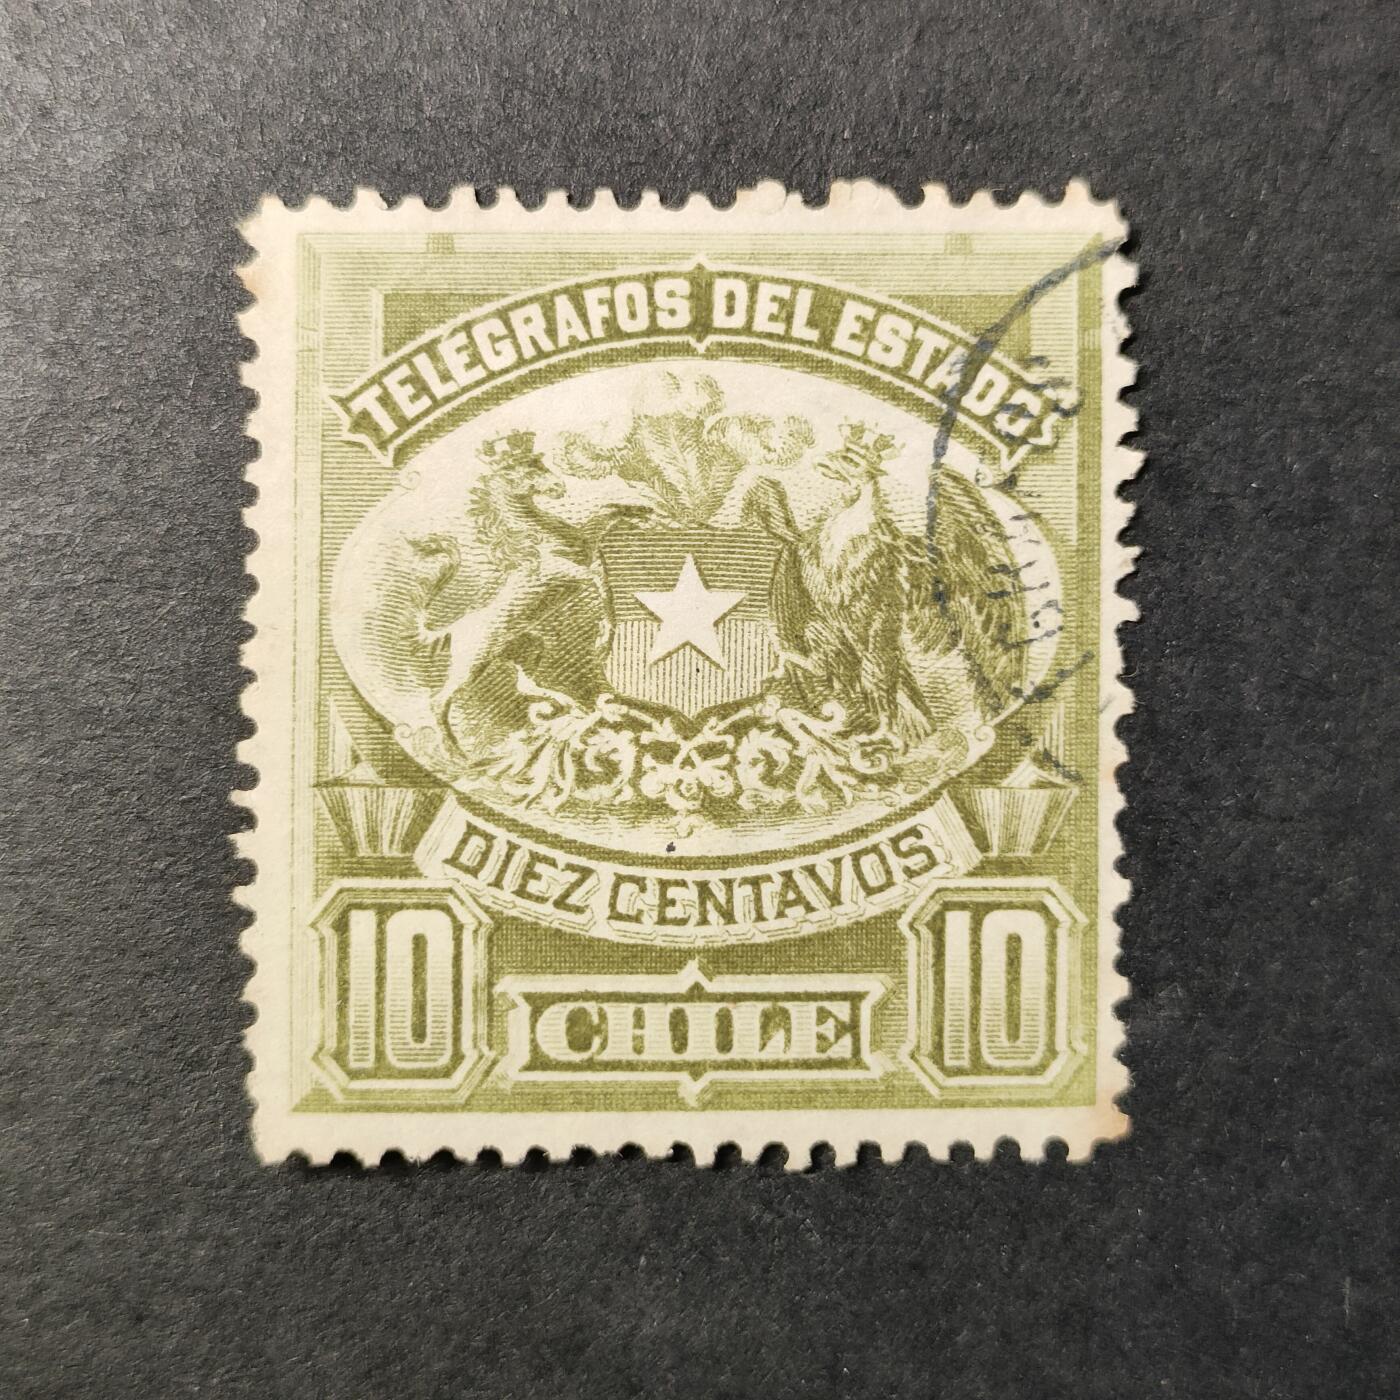 TELEGRAFOS DEL ESTADO
DIEZ CENTAVOS
10 10
CHILE